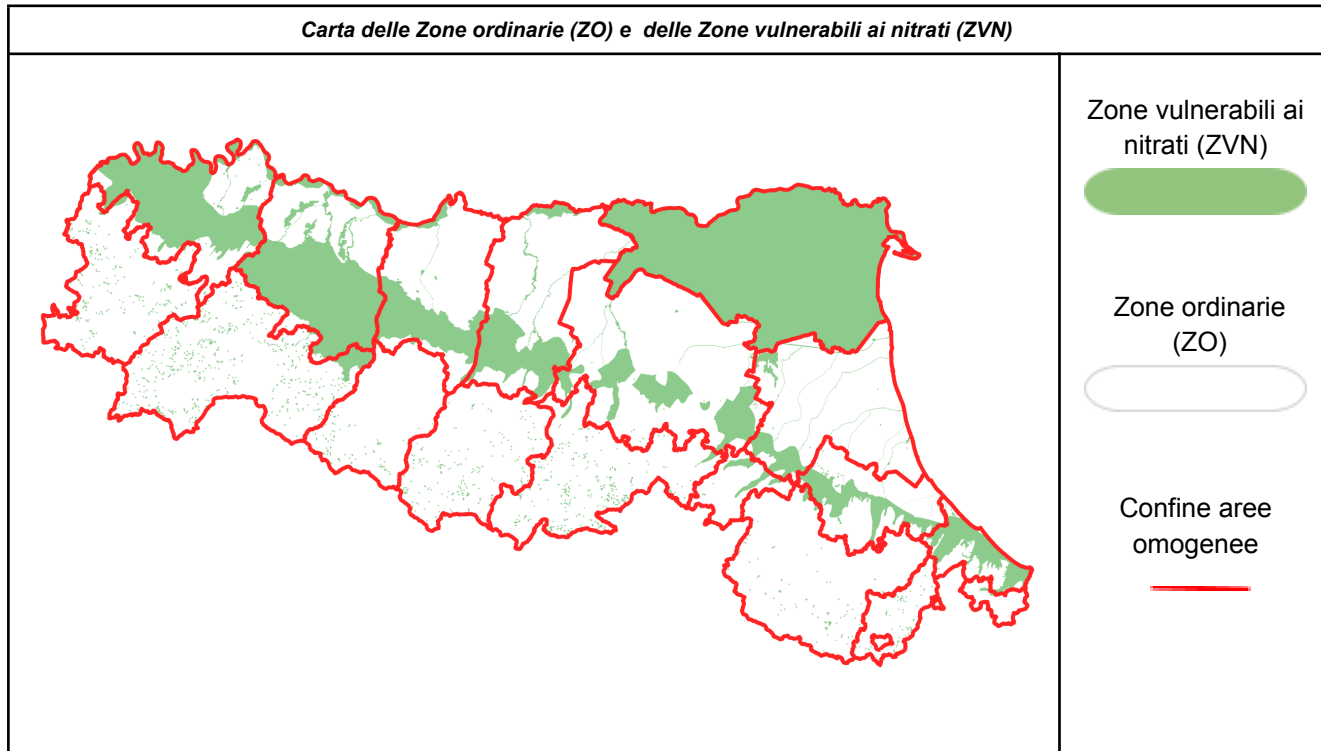 Carta delle Zone ordinarie (ZO) e delle Zone vulnerabili ai nitrati (ZVN)
Zone vulnerabili ai
nitrati (ZVN)
Zone ordinarie
(ZO)
Confine aree
omogenee